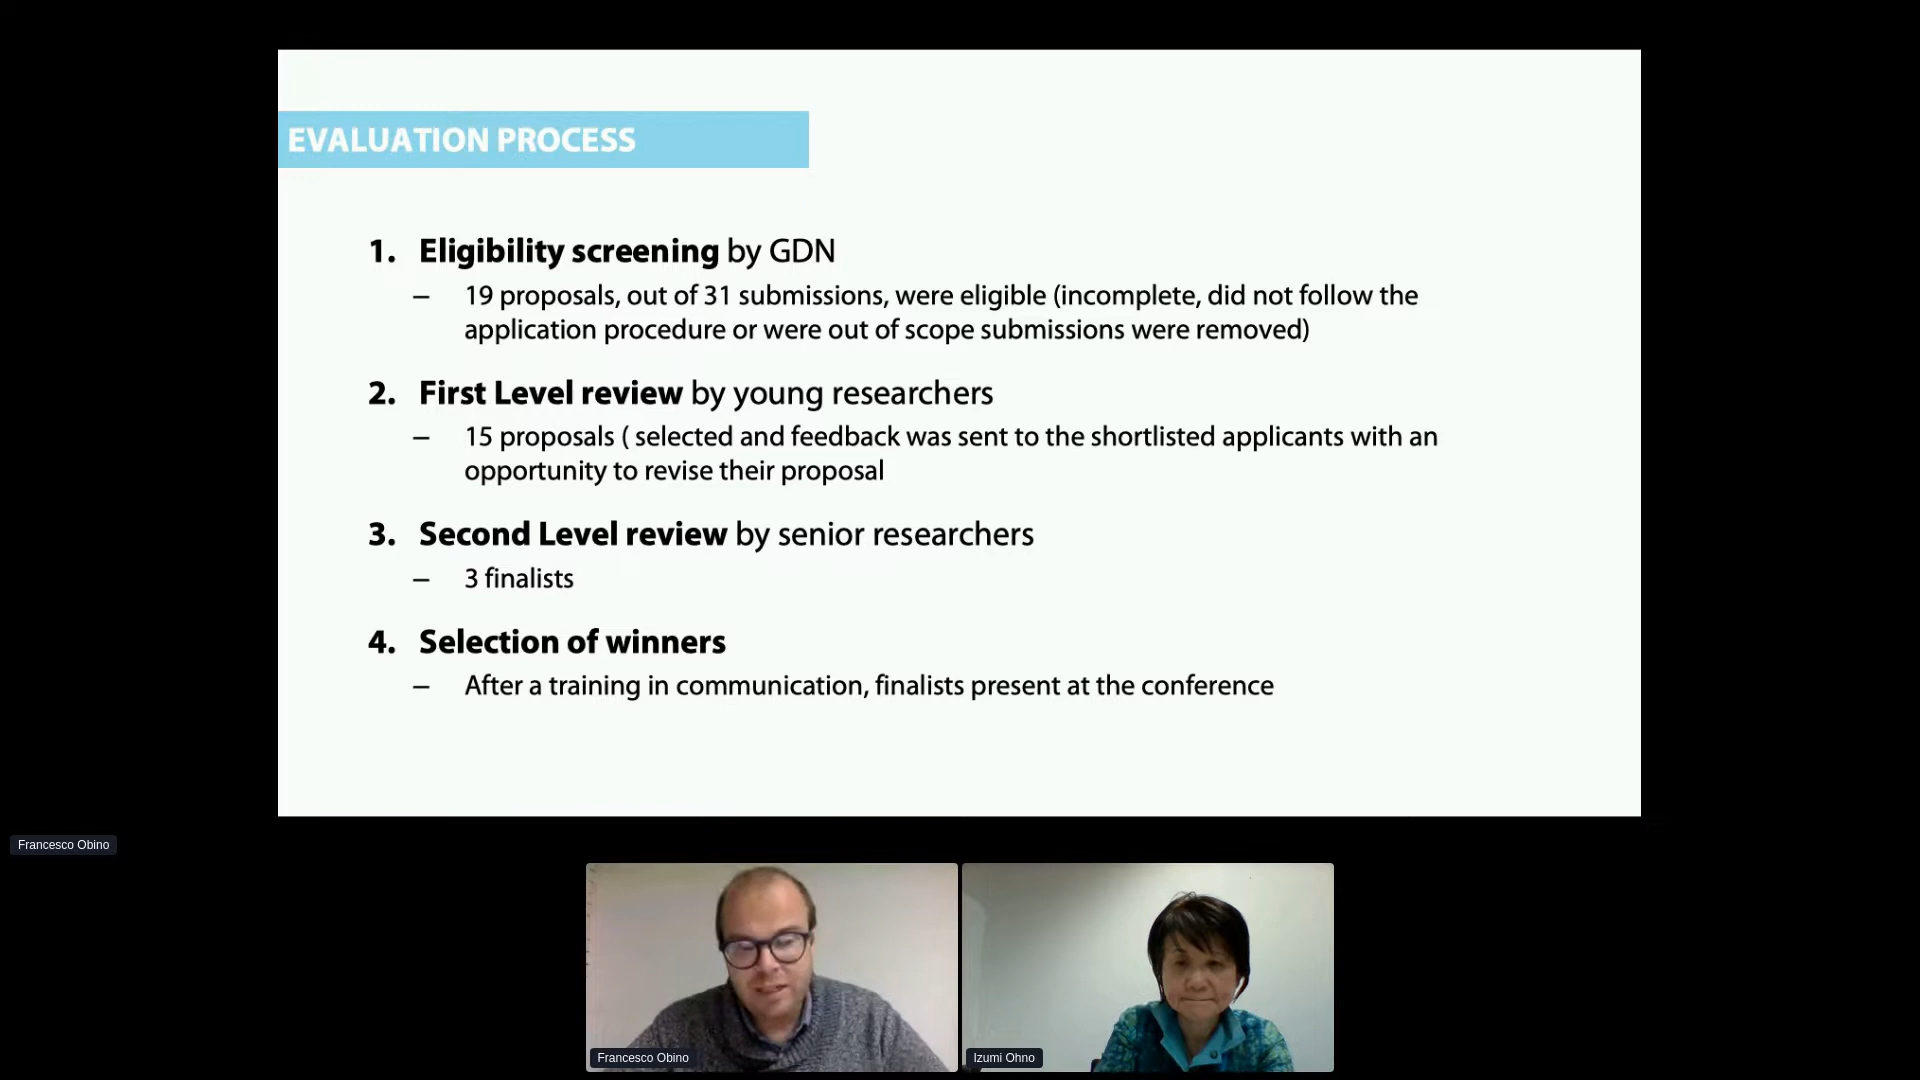 EVALUATION PROCESS
1. Eligibility screening by GDN
– 19 proposals, out of 31 submissions, were eligible (incomplete, did not follow the
application procedure or were out of scope submissions were removed)
2. First Level review by young researchers
– 15 proposals ( selected and feedback was sent to the shortlisted applicants with an
opportunity to revise their proposal
3. Second Level review by senior researchers
– 3 finalists
4. Selection of winners
– After a training in communication, finalists present at the conference
Francesco Obino
Francesco Obino
Izumi Ohno